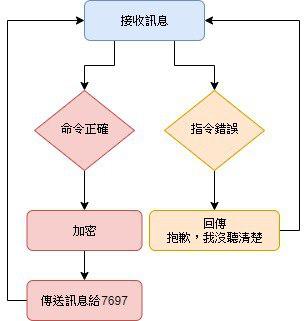 接收訊息
命令正確
指令錯誤
加密
回傳
抱歉，我沒聽清楚
傳送訊息給7697